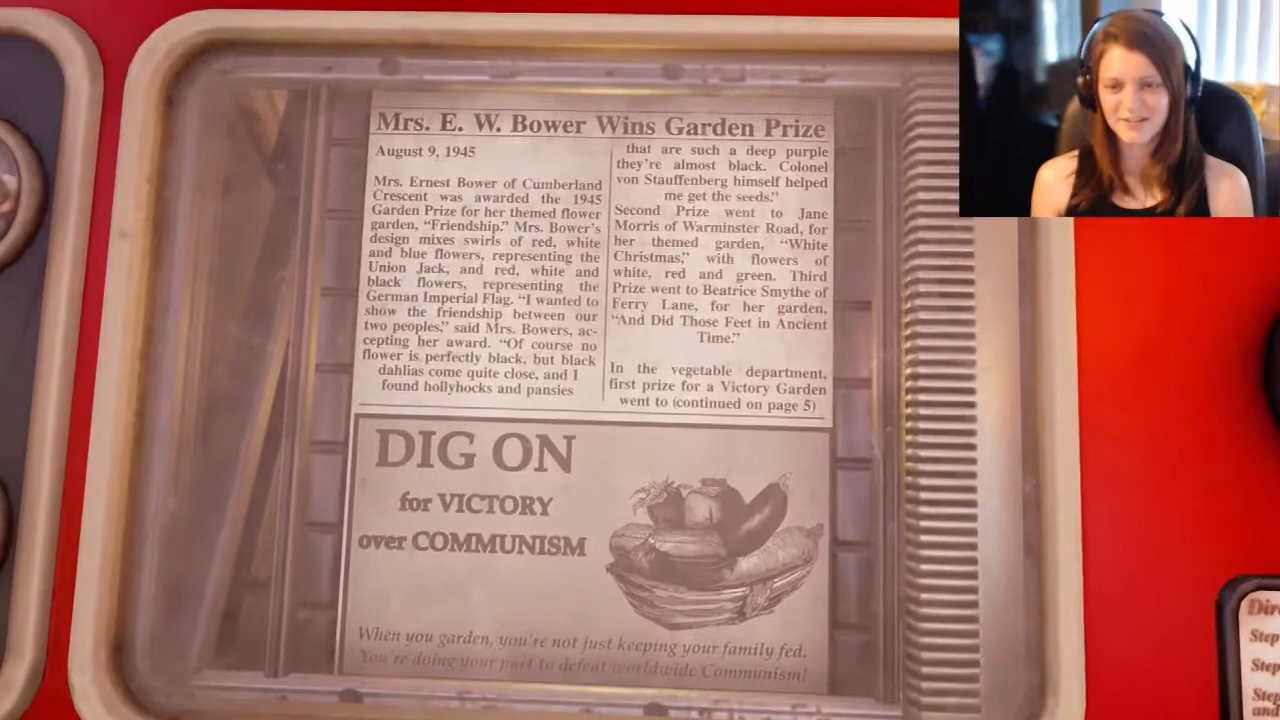 Mrs. E. W. Bower Wins Garden Prize
August 9, 1945
Mrs. Ernest Bower of Cumberland
Crescent was awarded the 1945
Garden Prize for her themed flower
garden, “Friendship.” Mrs. Bower’s
design mixes swirls of red, white
and blue flowers, representing the
Union Jack, and red, white and
black flowers, representing the
German Imperial Flag. “I wanted to
show the friendship between our
two peoples,” said Mrs. Bowers, ac-
cepting her award. “Of course no
flower is perfectly black, but black
dahlias come quite close, and I
found hollyhocks and pansies
that are such a deep purple
they’re almost black. Colonel
von Stauffenberg himself helped
me get the seeds.”
Second Prize went to Jane
Morris of Warminster Road, for
her themed garden, “White
Christmas,” with flowers of
white, red and green. Third
Prize went to Beatrice Smythe of
Ferry Lane, for her garden,
“And Did Those Feet in Ancient
Time.”
In the vegetable department,
first prize for a Victory Garden
went to (continued on page 5)
DIG ON
for VICTORY
over COMMUNISM
When you garden, you’re not just keeping your family fed.
You’re doing your part to defeat worldwide Communism!
Step
Step
Step
and